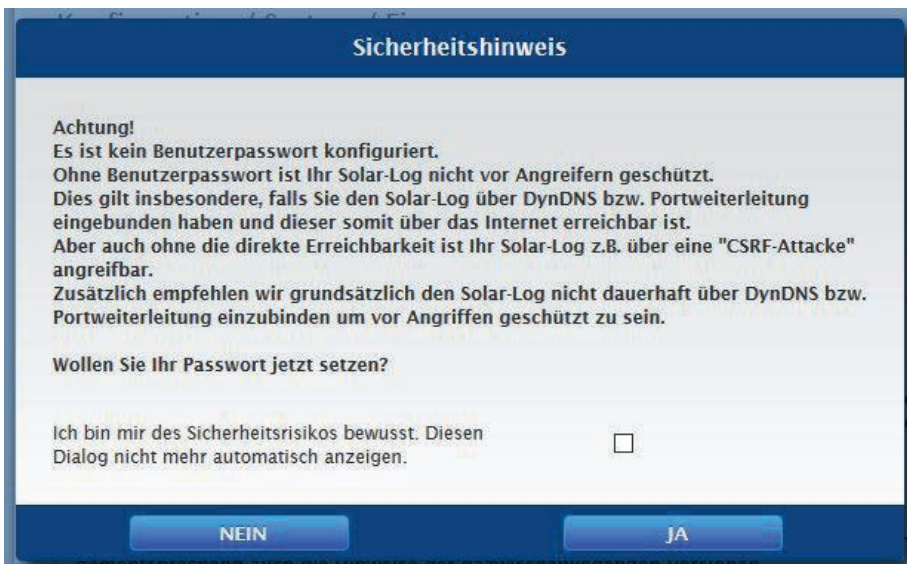 Sicherheitshinweis
Achtung!
Es ist kein Benutzerpasswort konfiguriert.
Ohne Benutzerpasswort ist Ihr Solar-Log nicht vor Angreifern geschützt.
Dies gilt insbesondere, falls Sie den Solar-Log über DynDNS bzw. Portweiterleitung
eingebunden haben und dieser somit über das Internet erreichbar ist.
Aber auch ohne die direkte Erreichbarkeit ist Ihr Solar-Log z.B. über eine "CSRF-Attacke"
angreifbar.
Zusätzlich empfehlen wir grundsätzlich den Solar-Log nicht dauerhaft über DynDNS bzw.
Portweiterleitung einzubinden um vor Angriffen geschützt zu sein.
Wollen Sie Ihr Passwort jetzt setzen?
Ich bin mir des Sicherheitsrisikos bewusst. Diesen
Dialog nicht mehr automatisch anzeigen.
NEIN
JA